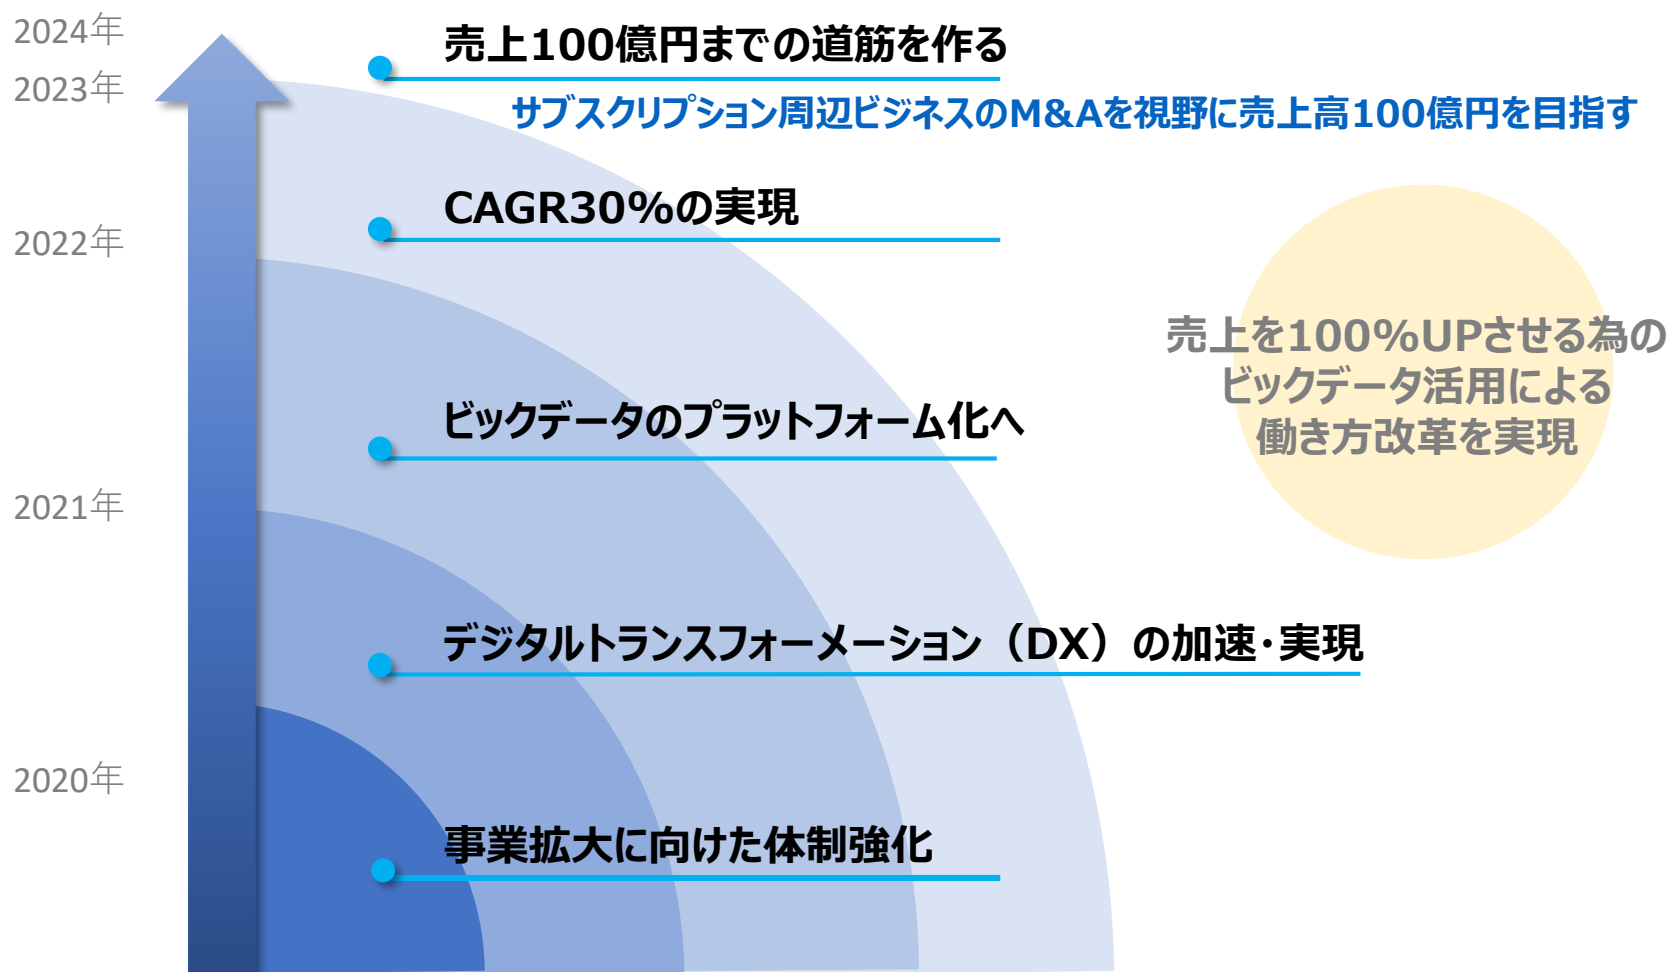 2024年
売上100億円までの道筋を作る
2023年
サブスクリプション周辺ビジネスのM&Aを視野に売上高100億円を目指す
CAGR30%の実現
2022年
売上を100%UPさせる為の
ビックデータ活用による
働き方改革を実現
ビックデータのプラットフォーム化へ
2021年
デジタルトランスフォーメーション（DX）の加速・実現
2020年
事業拡大に向けた体制強化